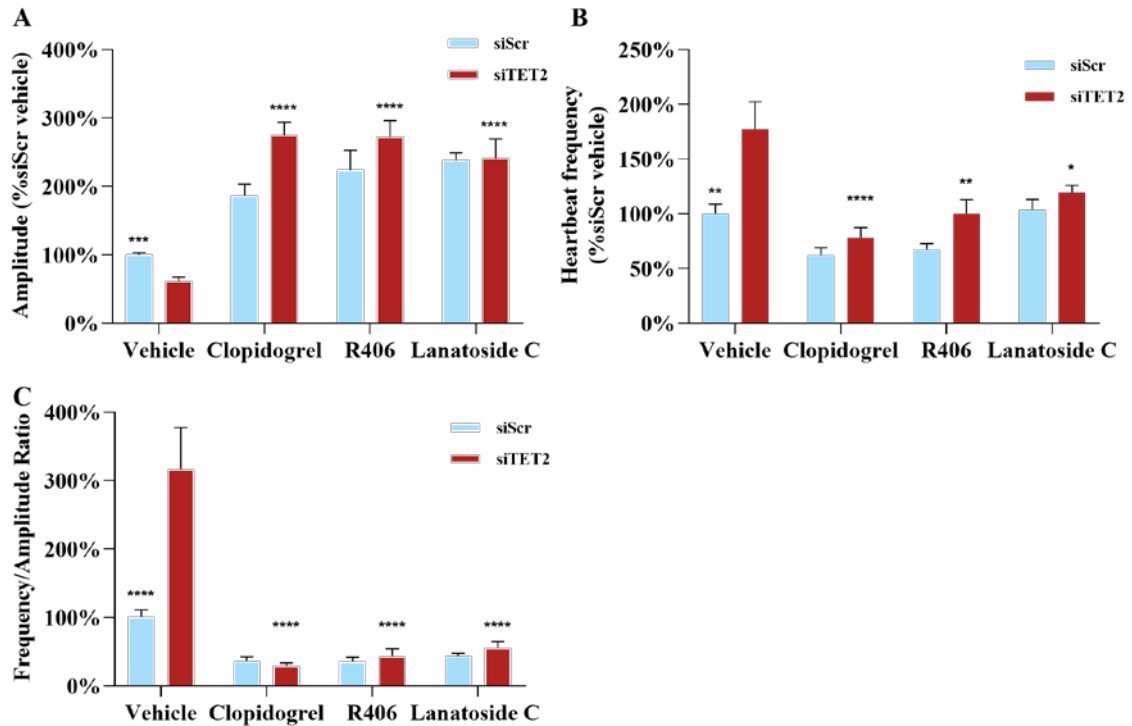 A
Amplitude (%siScr vehicle)
400%
300%
200%
100%
0%
siScr
siTET2
***
****
****
****
Vehicle Clopidogrel R406 Lanatoside C
B
Heartbeat frequency
(%siScr vehicle)
250%
200%
150%
100%
50%
0%
siScr
siTET2
**
****
**
*
Vehicle Clopidogrel R406 Lanatoside C
C
Frequency/Amplitude Ratio
400%
300%
200%
100%
0%
siScr
siTET2
****
****
****
****
Vehicle Clopidogrel R406 Lanatoside C